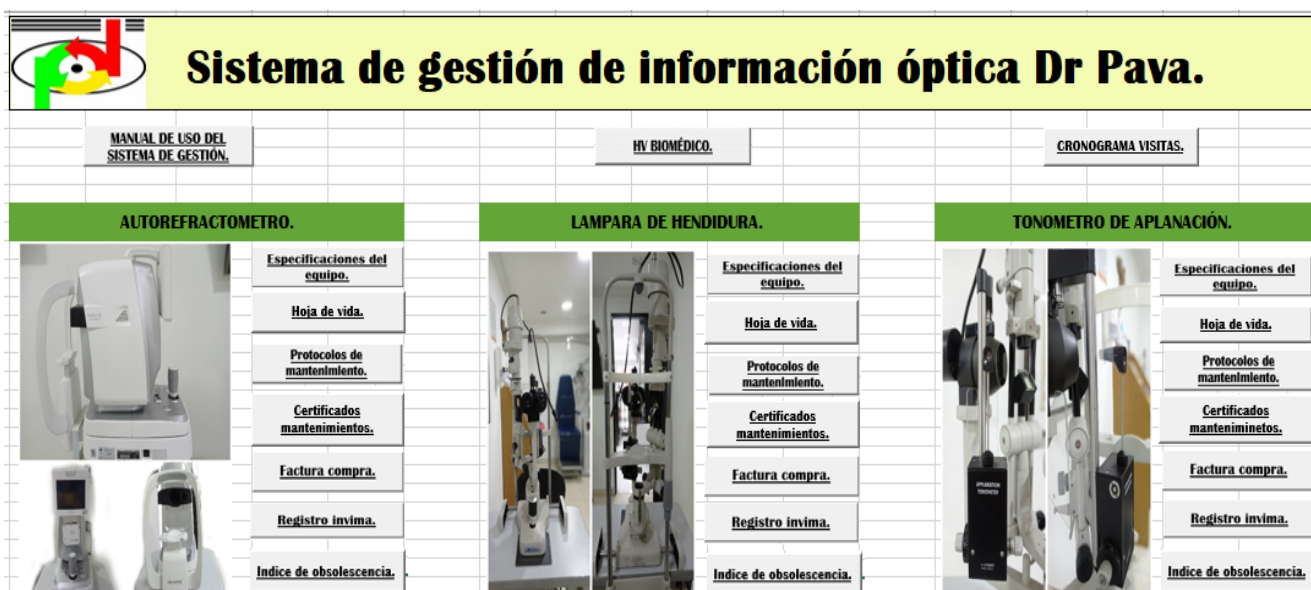 Sistema de gestión de información óptica Dr Pava.
MANUAL DE USO DEL
SISTEMA DE GESTIÓN.
HV BIOMÉDICO.
CRONOGRAMA VISITAS.
AUTOREFRACTOMETRO.
Especificaciones del
equipo.
Hoja de vida.
Protocolos de
mantenimiento.
Certificados
mantenimientos.
Factura compra.
Registro invima.
Indice de obsolescencia.
LAMPARA DE HENDIDURA.
Especificaciones del
equipo.
Hoja de vida.
Protocolos de
mantenimiento.
Certificados
mantenimientos.
Factura compra.
Registro invima.
Indice de obsolescencia.
TONOMETRO DE APLANACIÓN.
APPLANATION
TONOMETER
Especificaciones del
equipo.
Hoja de vida.
Protocolos de
mantenimiento.
Certificados
manteniminetos.
Factura compra.
Registro invima.
Indice de obsolescencia.